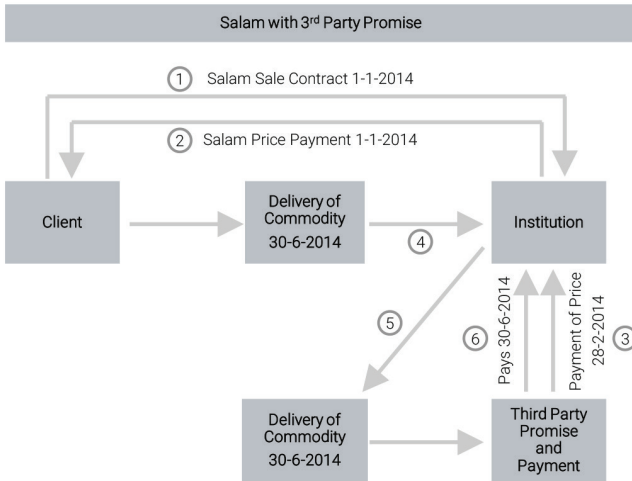 Salam with 3rd Party Promise
1 Salam Sale Contract 1-1-2014
2 Salam Price Payment 1-1-2014
Client
Delivery of
Commodity
30-6-2014
4
Institution
5
6
Pays 30-6-2014
Payment of Price
28-2-2014
3
Delivery of
Commodity
30-6-2014
Third Party
Promise
and
Payment